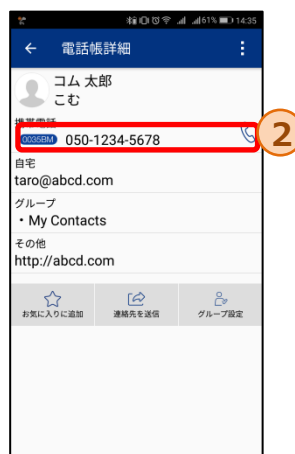 61% 14:35
電話帳詳細
コム 太郎
こむ
携帯電話
0035BM 050-1234-5678
2
自宅
taro@abcd.com
グループ
・My Contacts
その他
http://abcd.com
お気に入りに追加 連絡先を送信 グループ設定